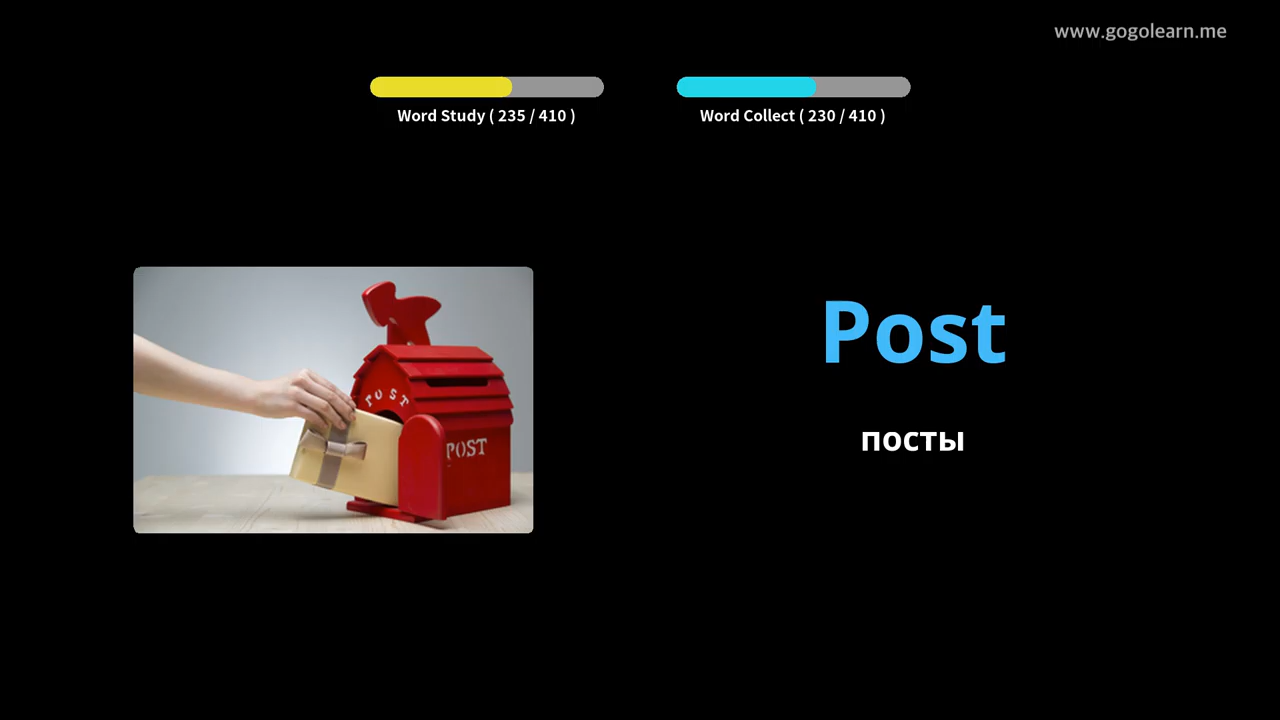 www.gogolearn.me
Word Study ( 235 / 410 )
Word Collect ( 230 / 410 )
POST
POST
Post
посты